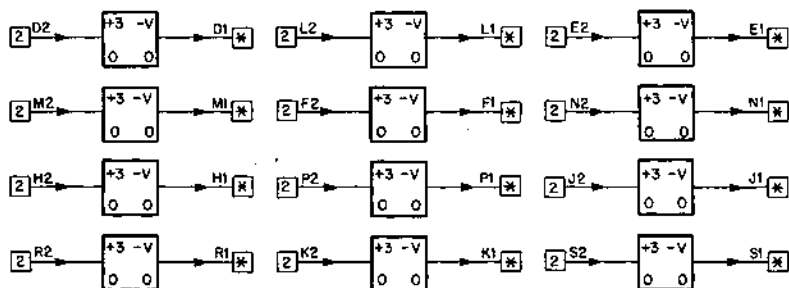 2 D2 +3 -V D1 * 2 L2 +3 -V L1 * 2 E2 +3 -V E1 *
0 0 0 0 0 0
2 M2 +3 -V M1 * 2 F2 +3 -V F1 * 2 N2 +3 -V N1 *
0 0 0 0 0 0
2 H2 +3 -V H1 * 2 P2 +3 -V P1 * 2 J2 +3 -V J1 *
0 0 0 0 0 0
2 R2 +3 -V R1 * 2 K2 +3 -V K1 * 2 S2 +3 -V S1 *
0 0 0 0 0 0